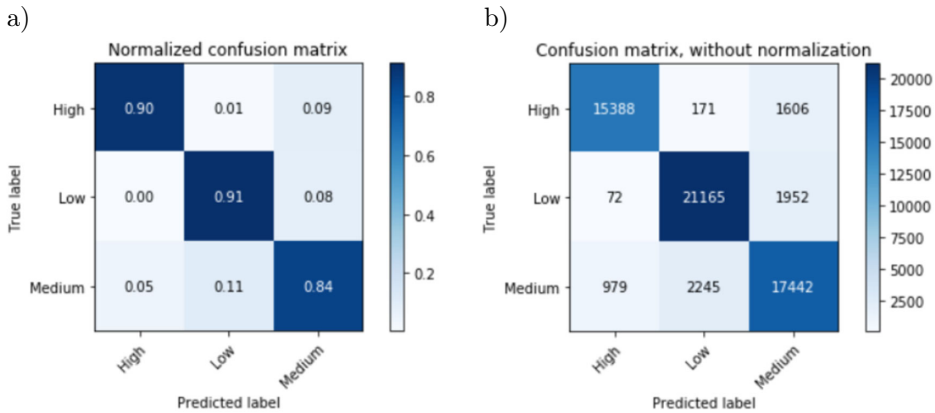 a)
Normalized confusion matrix
True label
High
0.90 0.01 0.09
Low
0.00 0.91 0.08
Medium
0.05 0.11 0.84
High Low Medium
Predicted label
0.8
0.6
0.4
0.2
b)
Confusion matrix, without normalization
True label
High
15388 171 1606
Low
72 21165 1952
Medium
979 2245 17442
High Low Medium
Predicted label
20000
17500
15000
12500
10000
7500
5000
2500